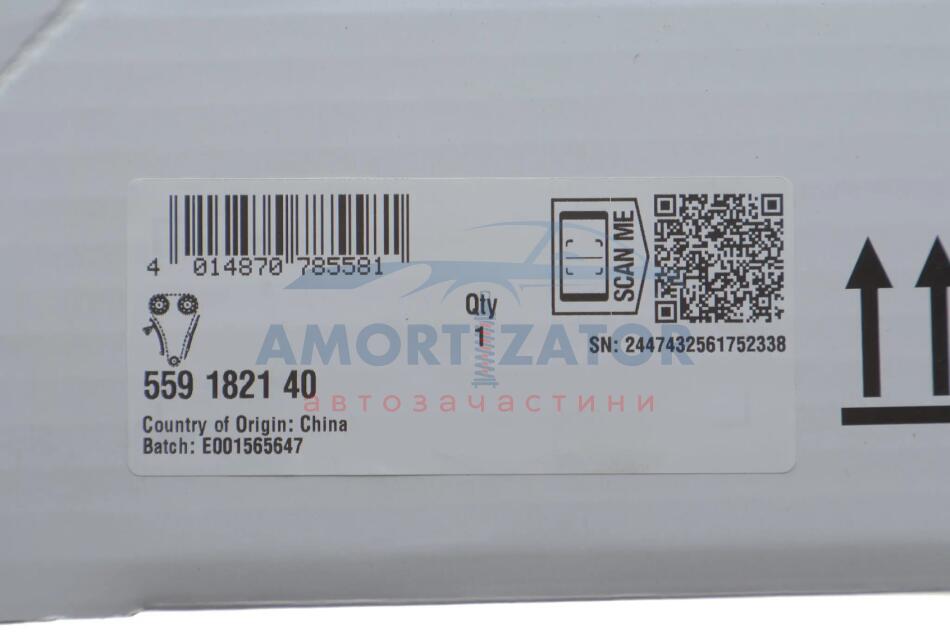 4 014870 785581
SCAN ME
Qty
1
SN: 2447432561752338
AMORTIZATOR
559 1821 40
автозачастини
Country of Origin: China
Batch: E001565647